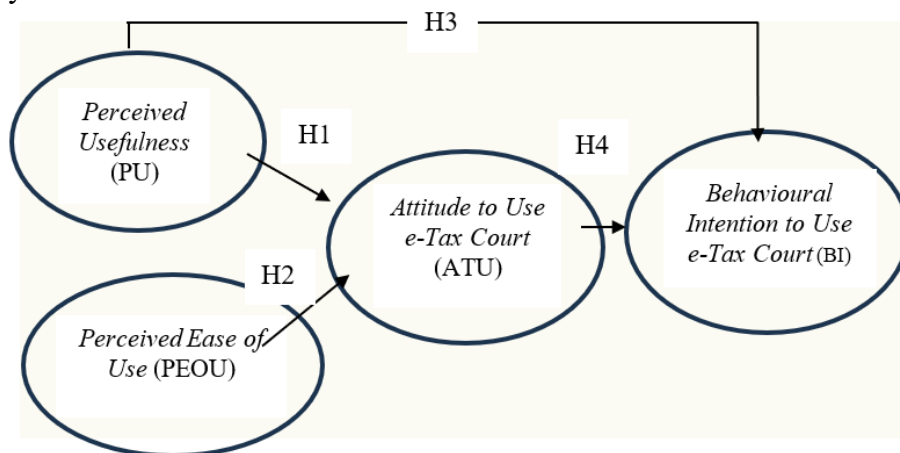 y
H3
Perceived
Usefulness
(PU)
H1
H4
Attitude to Use
e-Tax Court
(ATU)
Behavioural
Intention to Use
e-Tax Court (BI)
H2
Perceived Ease of
Use (PEOU)